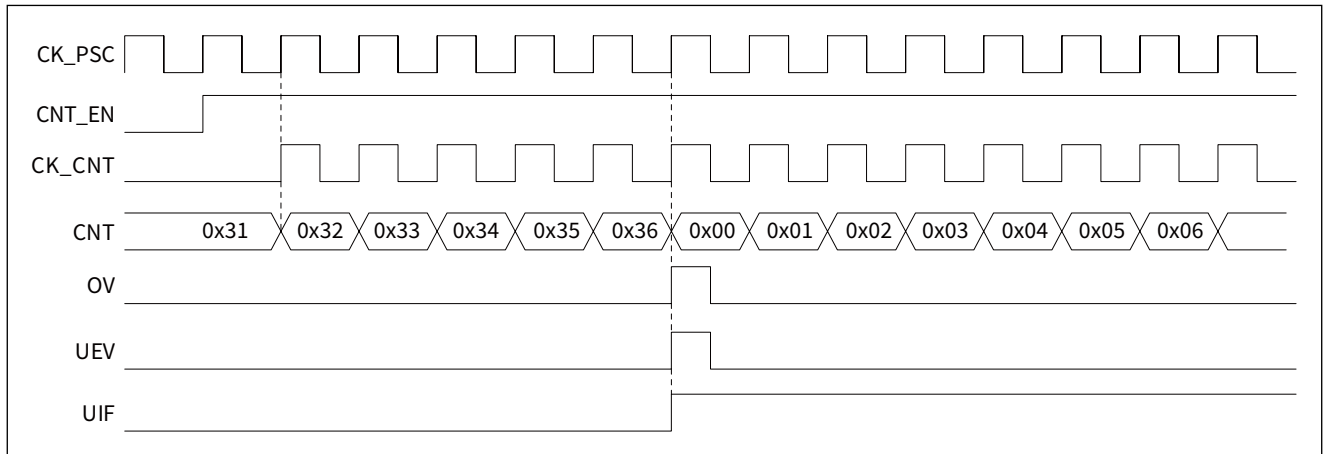 CK_PSC
CNT_EN
CK_CNT
CNT 0x31 0x32 0x33 0x34 0x35 0x36 0x00 0x01 0x02 0x03 0x04 0x05 0x06
OV
UEV
UIF